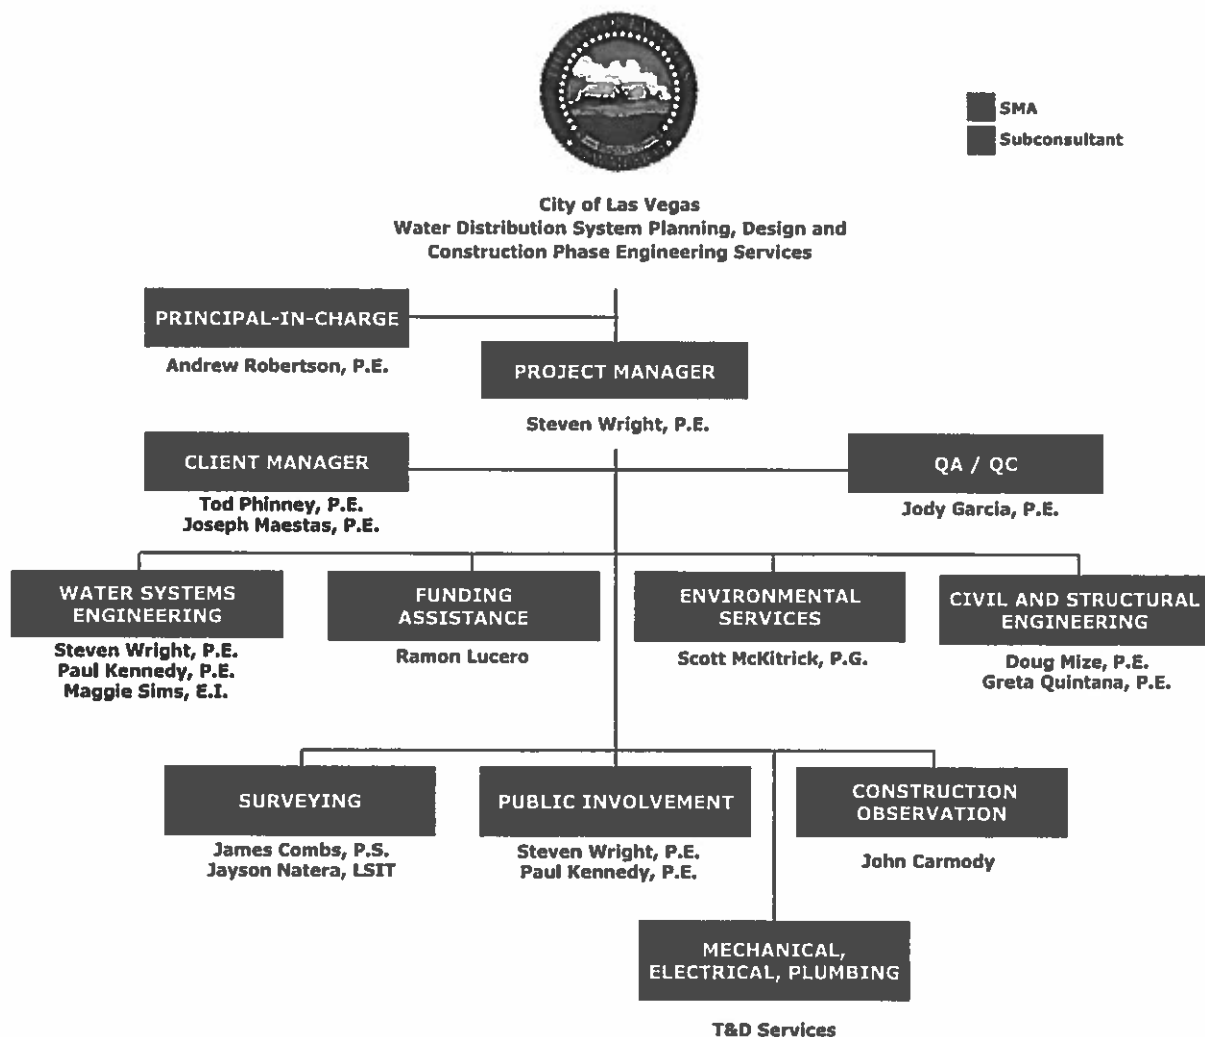 SMA
Subconsultant
City of Las Vegas
Water Distribution System Planning, Design and
Construction Phase Engineering Services
PRINCIPAL-IN-CHARGE
Andrew Robertson, P.E.
PROJECT MANAGER
Steven Wright, P.E.
CLIENT MANAGER
Tod Phinney, P.E.
Joseph Maestas, P.E.
QA / QC
Jody Garcia, P.E.
WATER SYSTEMS
ENGINEERING
Steven Wright, P.E.
Paul Kennedy, P.E.
Maggie Sims, E.I.
FUNDING
ASSISTANCE
Ramon Lucero
ENVIRONMENTAL
SERVICES
Scott McKitrick, P.G.
CIVIL AND STRUCTURAL
ENGINEERING
Doug Mize, P.E.
Greta Quintana, P.E.
SURVEYING
James Combs, P.S.
Jayson Natera, LSIT
PUBLIC INVOLVEMENT
Steven Wright, P.E.
Paul Kennedy, P.E.
CONSTRUCTION
OBSERVATION
John Carmody
MECHANICAL,
ELECTRICAL, PLUMBING
T&D Services